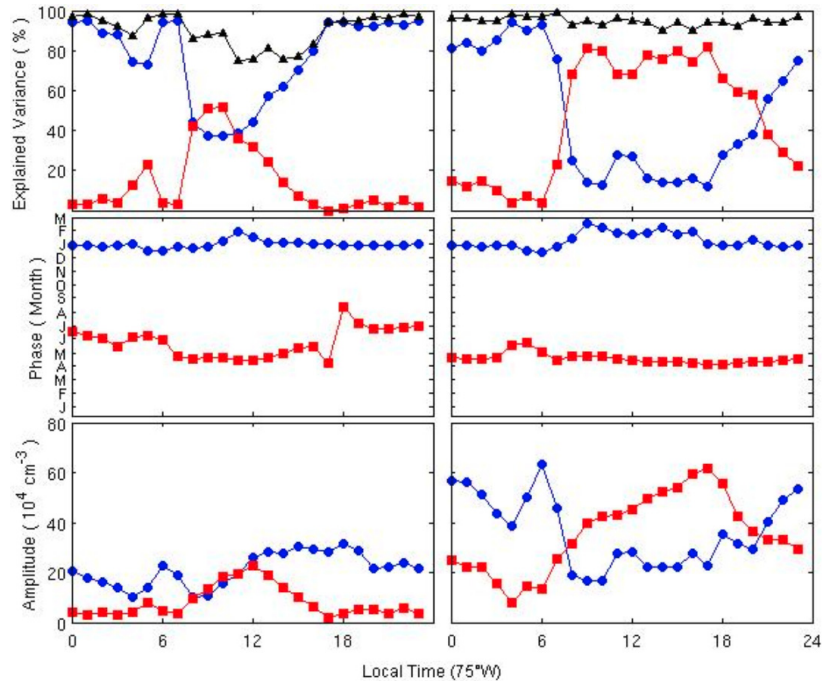 Explained Variance ( % )
100
80
60
40
20
Phase ( Month )
M
F
J
D
N
O
S
A
J
J
M
A
M
F
J
Amplitude ( 10⁴ cm⁻³ )
80
60
40
20
0
0 6 12 18 0 6 12 18 24
Local Time (75°W)